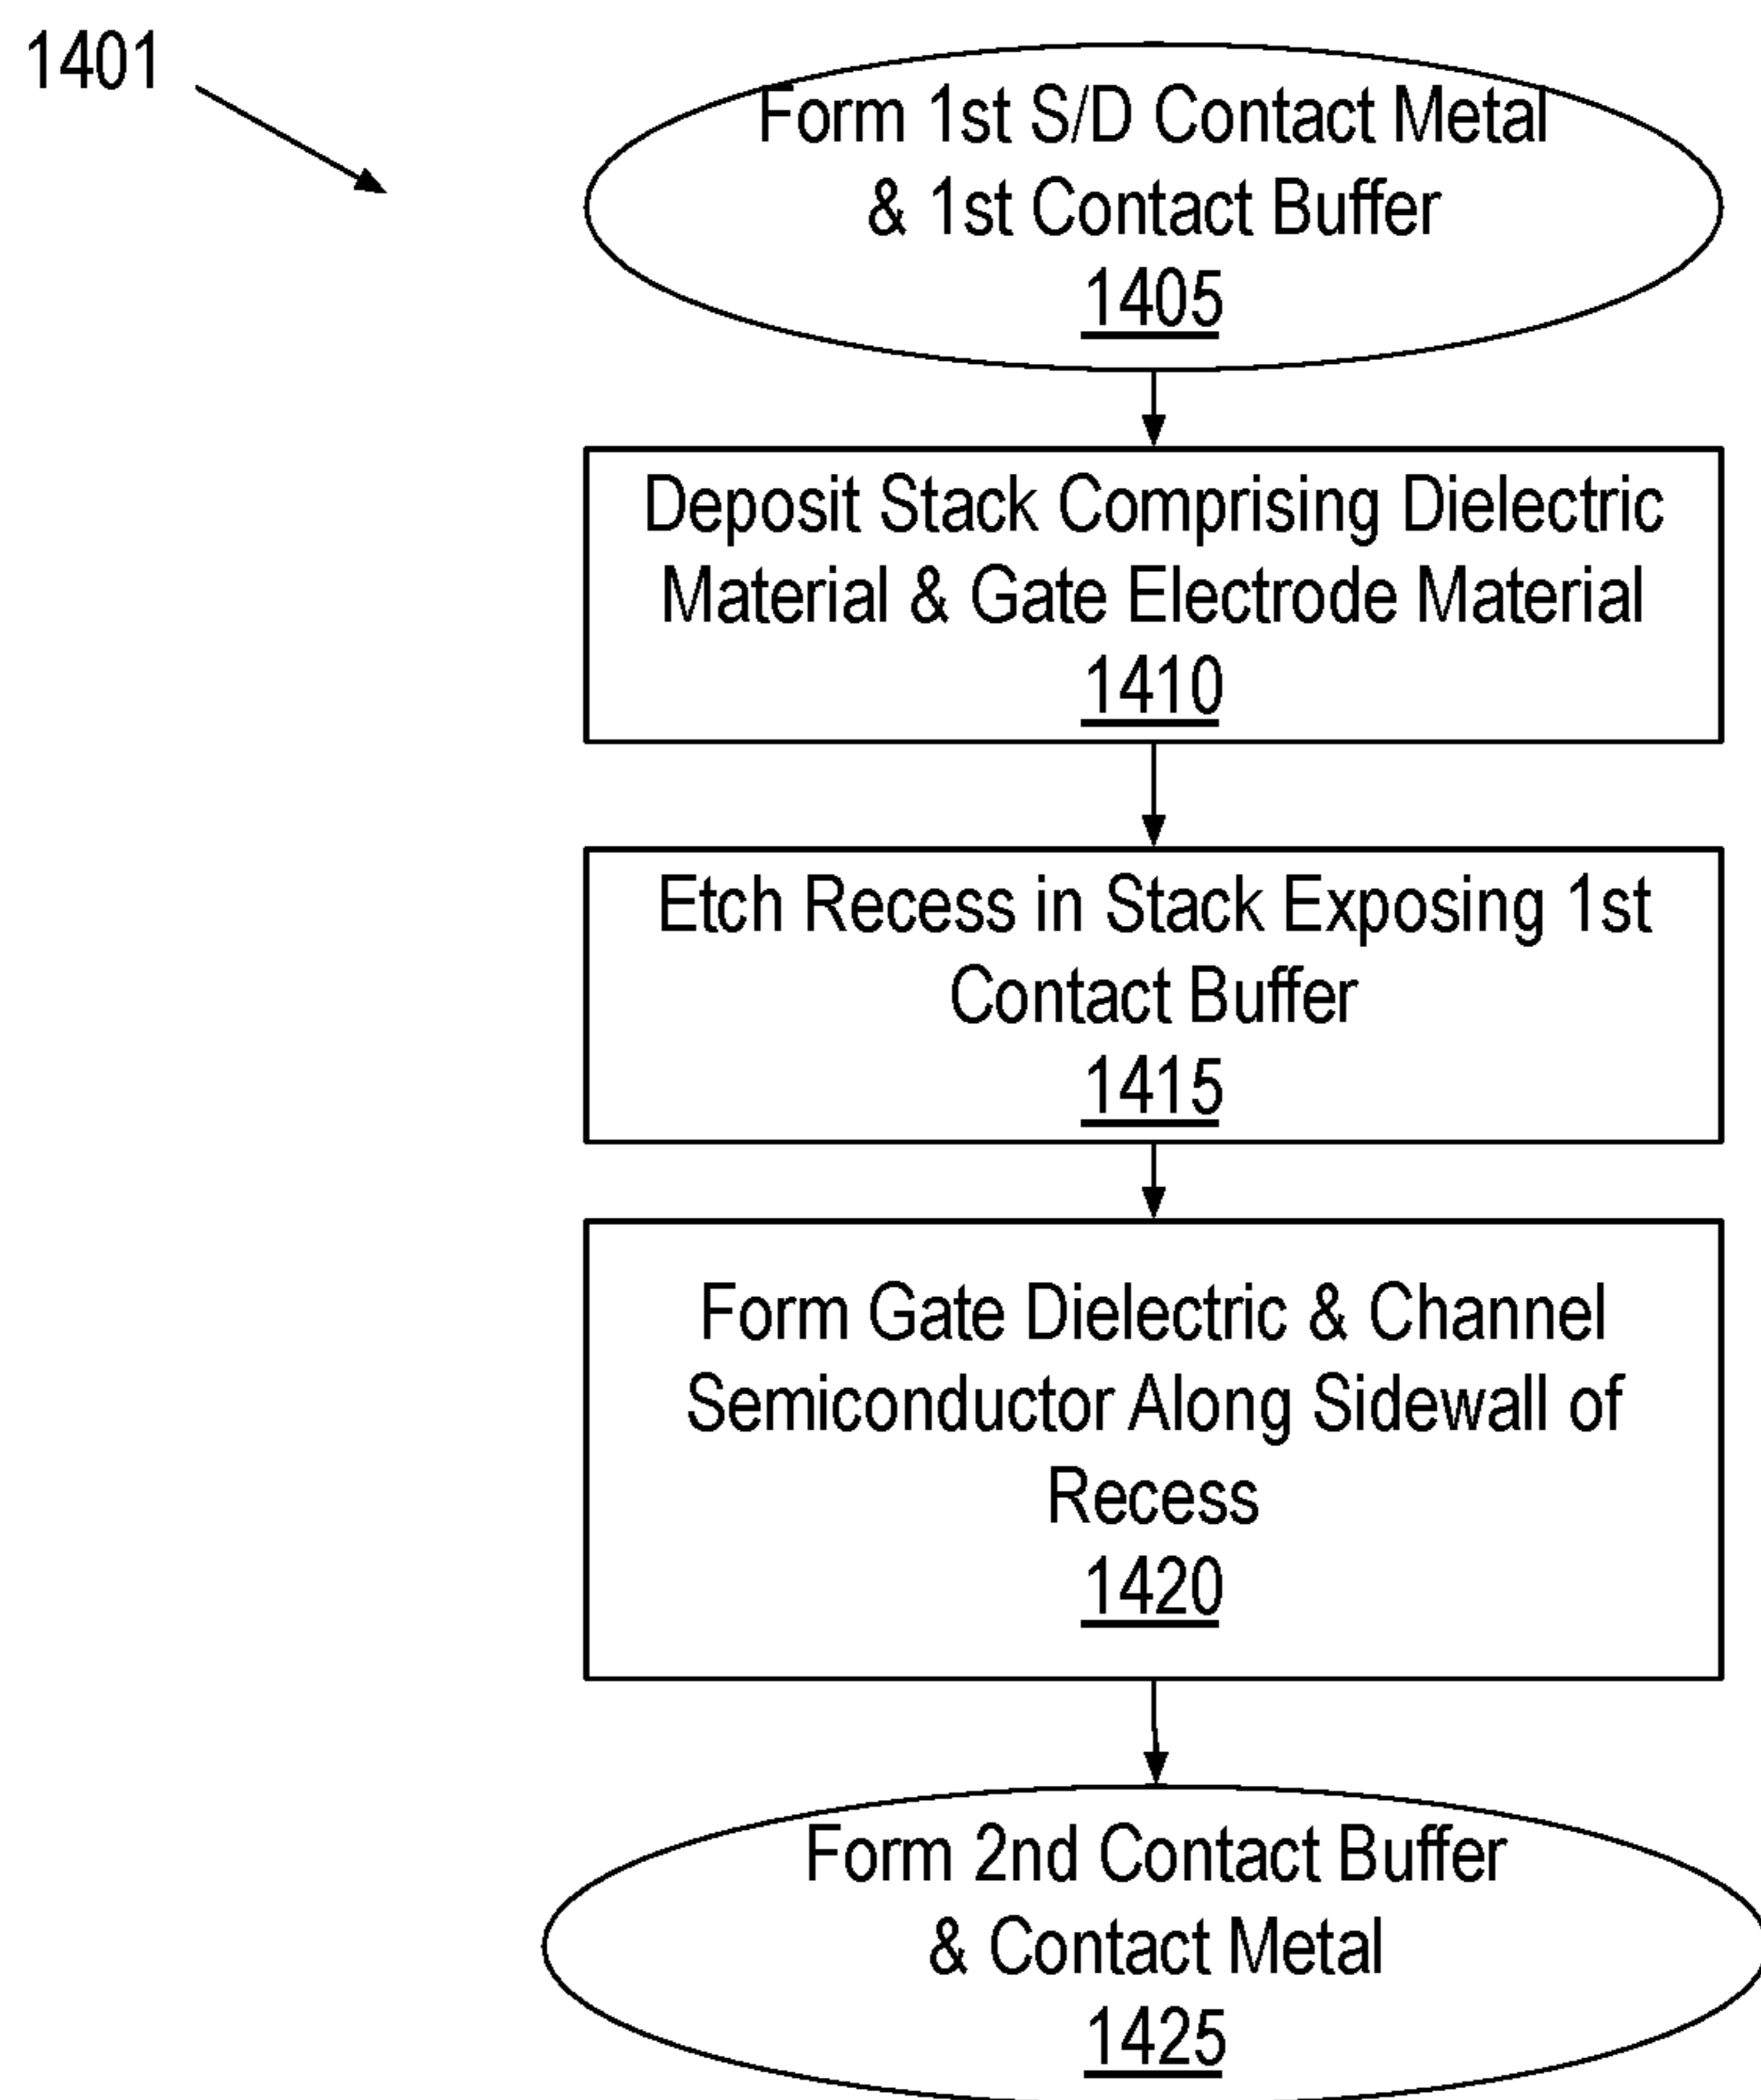 1401
Form 1st S/D Contact Metal
& 1st Contact Buffer
1405
Deposit Stack Comprising Dielectric
Material & Gate Electrode Material
1410
Etch Recess in Stack Exposing 1st
Contact Buffer
1415
Form Gate Dielectric & Channel
Semiconductor Along Sidewall of
Recess
1420
Form 2nd Contact Buffer
& Contact Metal
1425